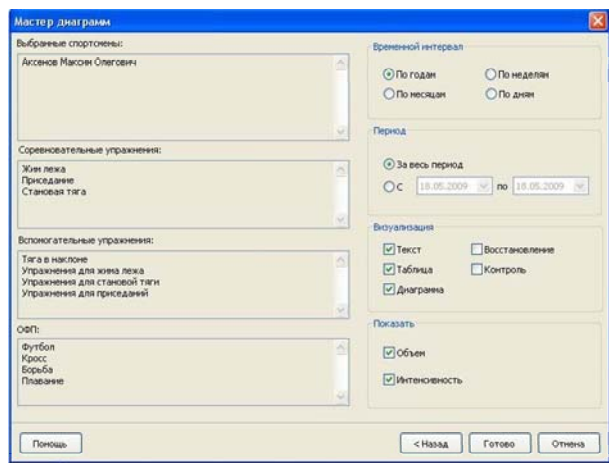 Мастер диаграмм
Выбранные спортсмены:
Аксенов Максим Олегович
Соревновательные упражнения:
Жим лежа
Приседание
Становая тяга
Вспомогательные упражнения:
Тяга в наклоне
Упражнения для жима лежа
Упражнения для становой тяги
Упражнения для приседаний
ОФП:
Футбол
Кросс
Борьба
Плавание
Временной интервал
По годам По неделям
По месяцам По дням
Период
За весь период
С 18.05.2009 по 18.05.2009
Визуализация
Текст Восстановление
Таблица Контроль
Диаграмма
Показать
Объем
Интенсивность
Помощь < Назад Готово Отмена